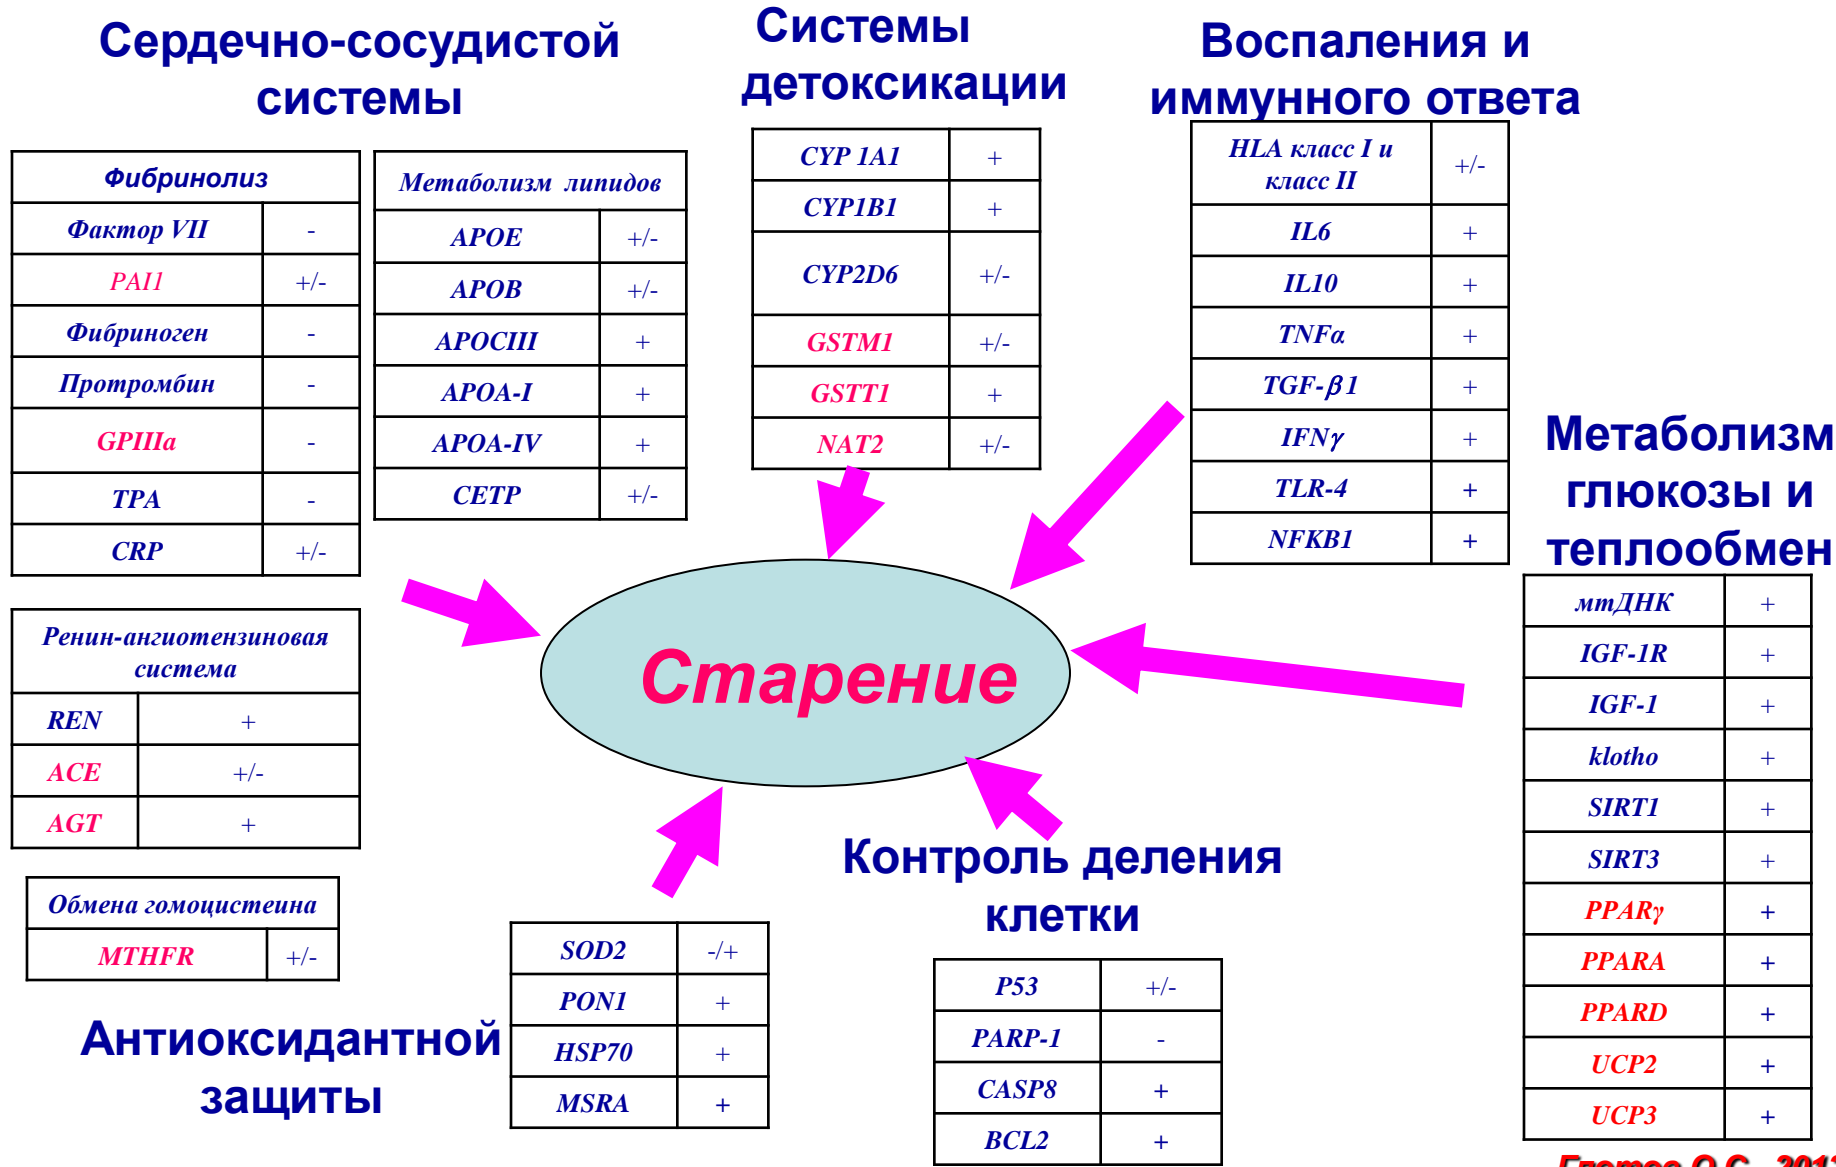 Сердечно-сосудистой
системы
Системы
детоксикации
Воспаления и
иммунного ответа
Фибринолиз
Фактор VII -
PAI1 +/-
Фибриноген -
Протромбин -
GPIIIa -
TPA -
CRP +/-
Метаболизм липидов
APOE +/-
APOB +/-
APOCIII +
APOA-I +
APOA-IV +
CETP +/-
CYP 1A1 +
CYP1B1 +
CYP2D6 +/-
GSTM1 +/-
GSTT1 +
NAT2 +/-
HLA класс I и
класс II +/-
IL6 +
IL10 +
TNFα +
TGF-β1 +
IFNγ +
TLR-4 +
NFKB1 +
Метаболизм
глюкозы и
теплообмен
мтДНК +
IGF-1R +
IGF-1 +
klotho +
SIRT1 +
SIRT3 +
PPARγ +
PPARA +
PPARD +
UCP2 +
UCP3 +
Старение
Ренин-ангиотензиновая
система
REN +
ACE +/-
AGT +
Обмена гомоцистеина
MTHFR +/-
Антиоксидантной
защиты
SOD2 -/+
PON1 +
HSP70 +
MSRA +
Контроль деления
клетки
P53 +/-
PARP-1 -
CASP8 +
BCL2 +